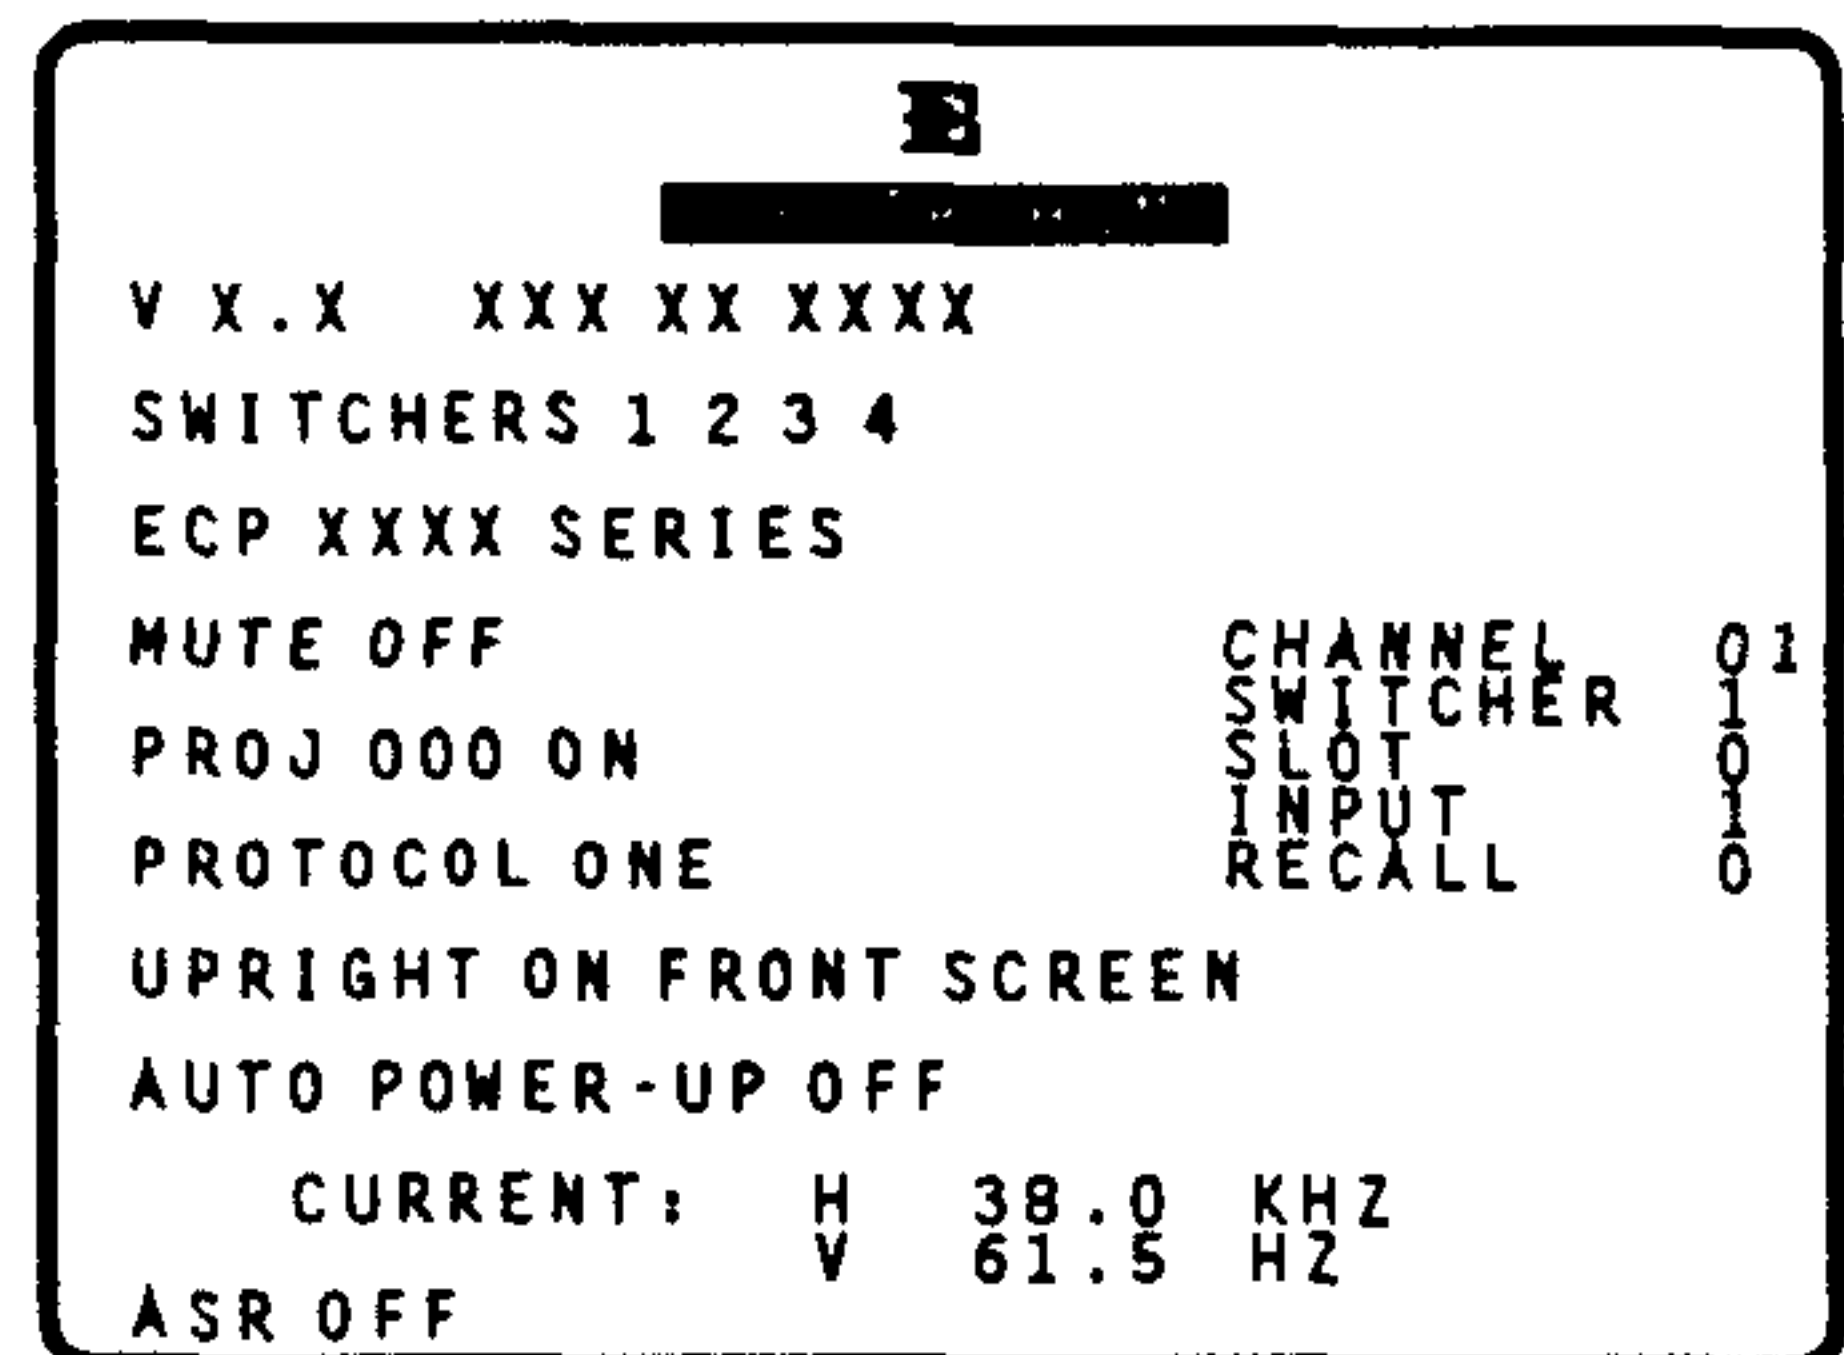 E
V X.X XXX XX XXXX
SWITCHERS 1 2 3 4
ECP XXXX SERIES
MUTE OFF
CHANNEL 01
SWITCHER 1
PROJ 000 ON
SLOT 0
INPUT 1
PROTOCOL ONE
RECALL 0
UPRIGHT ON FRONT SCREEN
AUTO POWER-UP OFF
CURRENT: H 38.0 KHZ
V 61.5 HZ
ASR OFF